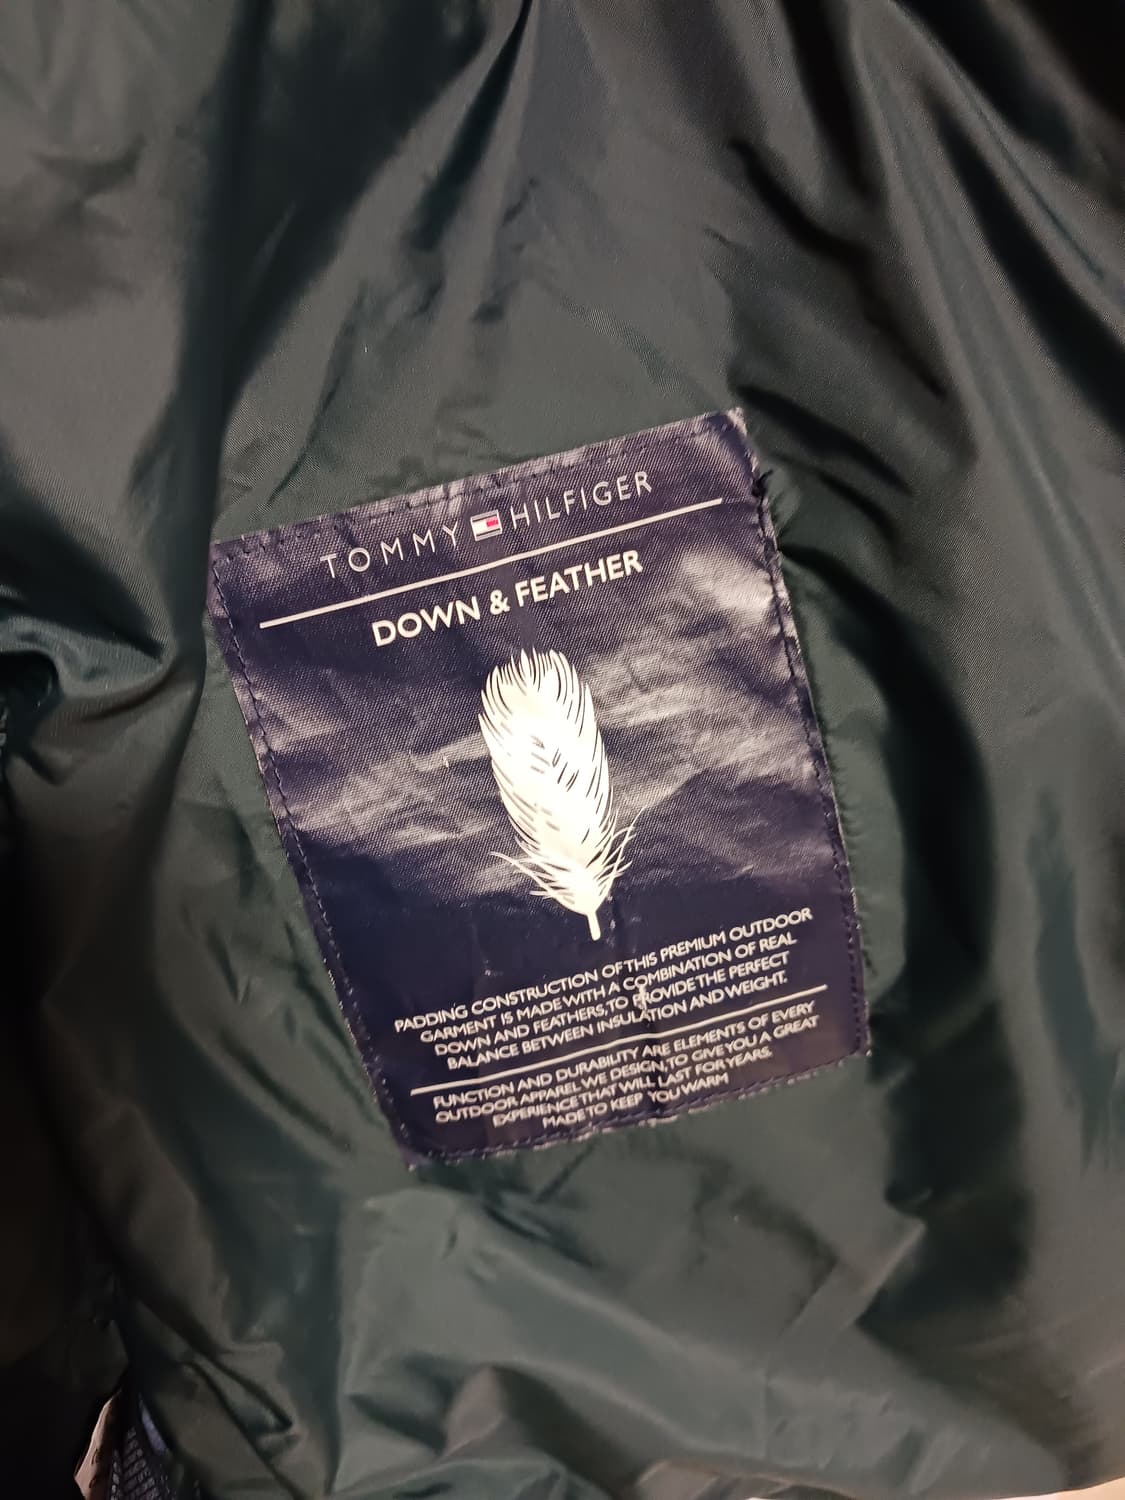 TOMMY HILFIGER
DOWN & FEATHER
PADDING CONSTRUCTION OF THIS PREMIUM OUTDOOR
GARMENT IS MADE WITH A COMBINATION OF REAL
DOWN AND FEATHERS, TO PROVIDE THE PERFECT
BALANCE BETWEEN INSULATION AND WEIGHT.
FUNCTION AND DURABILITY ARE ELEMENTS OF EVERY
OUTDOOR APPAREL WE DESIGN, TO GIVE YOU A GREAT
EXPERIENCE THAT WILL LAST FOR YEARS.
MADE TO KEEP YOU WARM